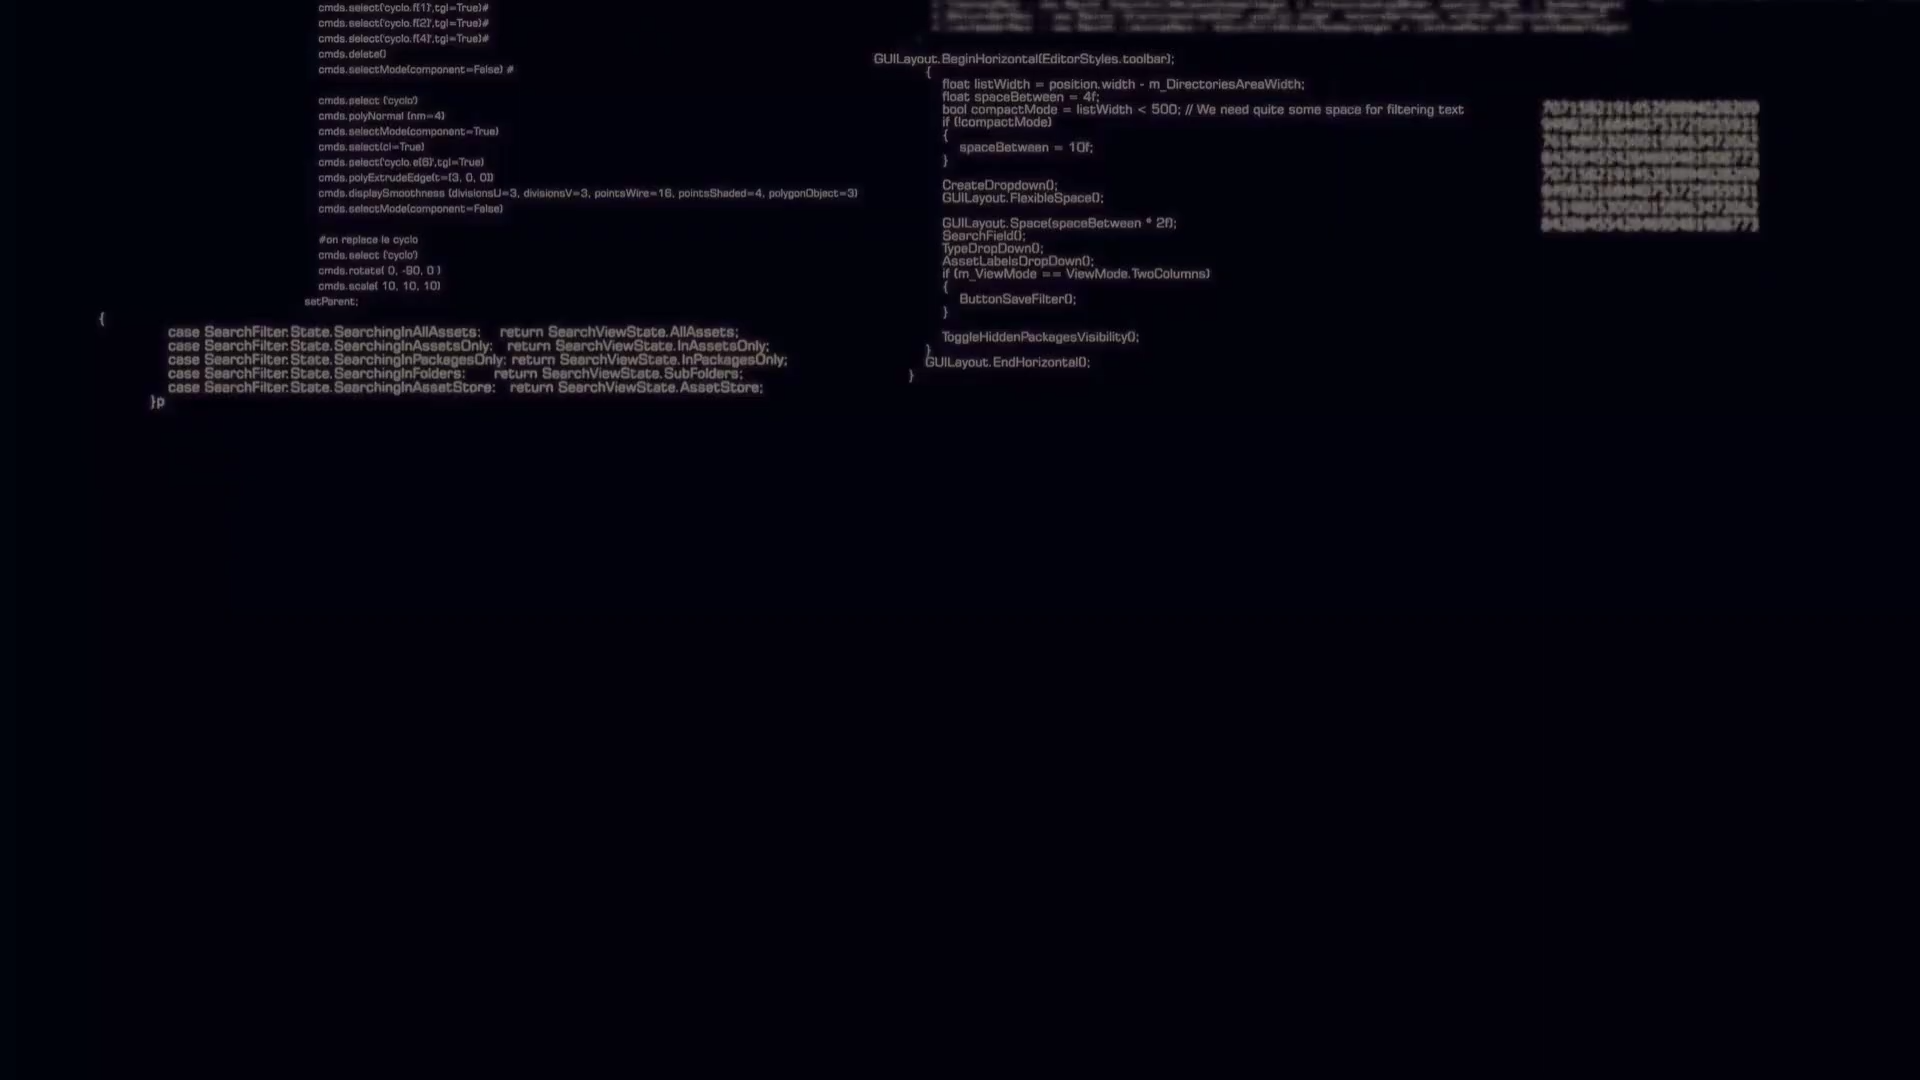 cmds.select('cyclo.f[1]',tgl=True)#
cmds.select('cyclo.f[2]',tgl=True)#
cmds.select('cyclo.f[4]',tgl=True)#
cmds.delete()
cmds.selectMode(component=False) #
cmds.select ('cyclo')
cmds.polyNormal (nm=4)
cmds.selectMode(component=True)
cmds.select(cl=True)
cmds.select('cyclo.e[6]',tgl=True)
cmds.polyExtrudeEdge(t=[3, 0, 0])
cmds.displaySmoothness (divisionsU=3, divisionsV=3, pointsWire=16, pointsShaded=4, polygonObject=3)
cmds.selectMode(component=False)
#on replace le cyclo
cmds.select ('cyclo')
cmds.rotate( 0, -90, 0 )
cmds.scale( 10, 10, 10)
setParent;
{
case SearchFilter.State.SearchingInAllAssets: return SearchViewState.AllAssets;
case SearchFilter.State.SearchingInAssetsOnly: return SearchViewState.InAssetsOnly;
case SearchFilter.State.SearchingInPackagesOnly: return SearchViewState.InPackagesOnly;
case SearchFilter.State.SearchingInFolders: return SearchViewState.SubFolders;
case SearchFilter.State.SearchingInAssetStore: return SearchViewState.AssetStore;
}p
GUILayout.BeginHorizontal(EditorStyles.toolbar);
{
float listWidth = position.width - m_DirectoriesAreaWidth;
float spaceBetween = 4f;
bool compactMode = listWidth < 500; // We need quite some space for filtering text
if (!compactMode)
{
spaceBetween = 10f;
}
CreateDropdown();
GUILayout.FlexibleSpace();
GUILayout.Space(spaceBetween * 2f);
SearchField();
TypeDropDown();
AssetLabelsDropDown();
if (m_ViewMode == ViewMode.TwoColumns)
{
ButtonSaveFilter();
}
ToggleHiddenPackagesVisibility();
}
GUILayout.EndHorizontal();
}